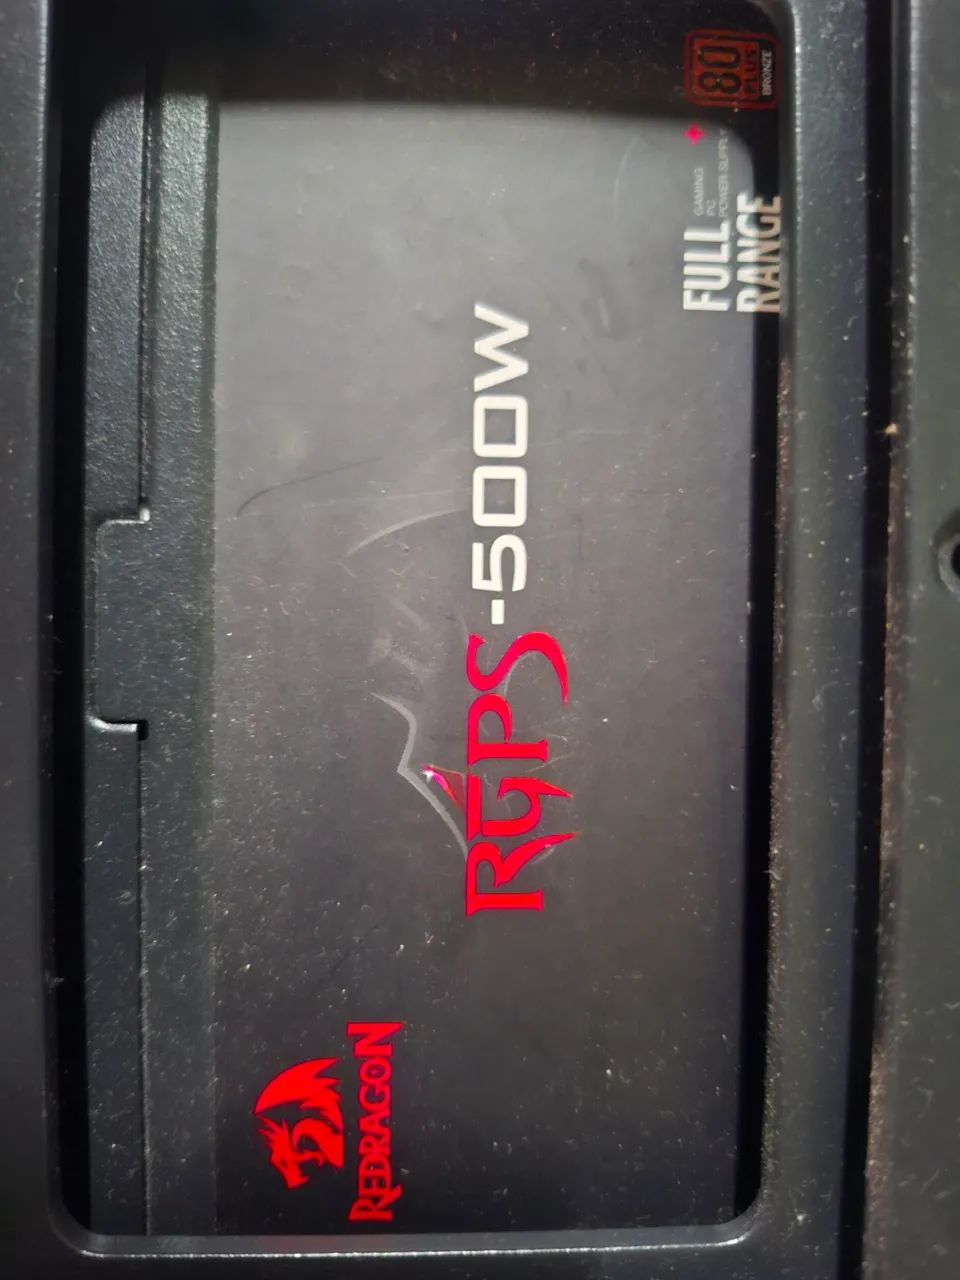 REDRAGON
RGPS-500W
FULL
RANGE
GAMING
PC
POWER SUPPLY
80
PLUS
BRONZE